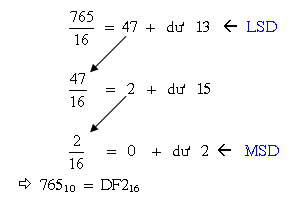 765/16 = 47 + dư 13 ← LSD
47/16 = 2 + dư 15
2/16 = 0 + dư 2 ← MSD
⇨ 765₁₀ = DF2₁₆